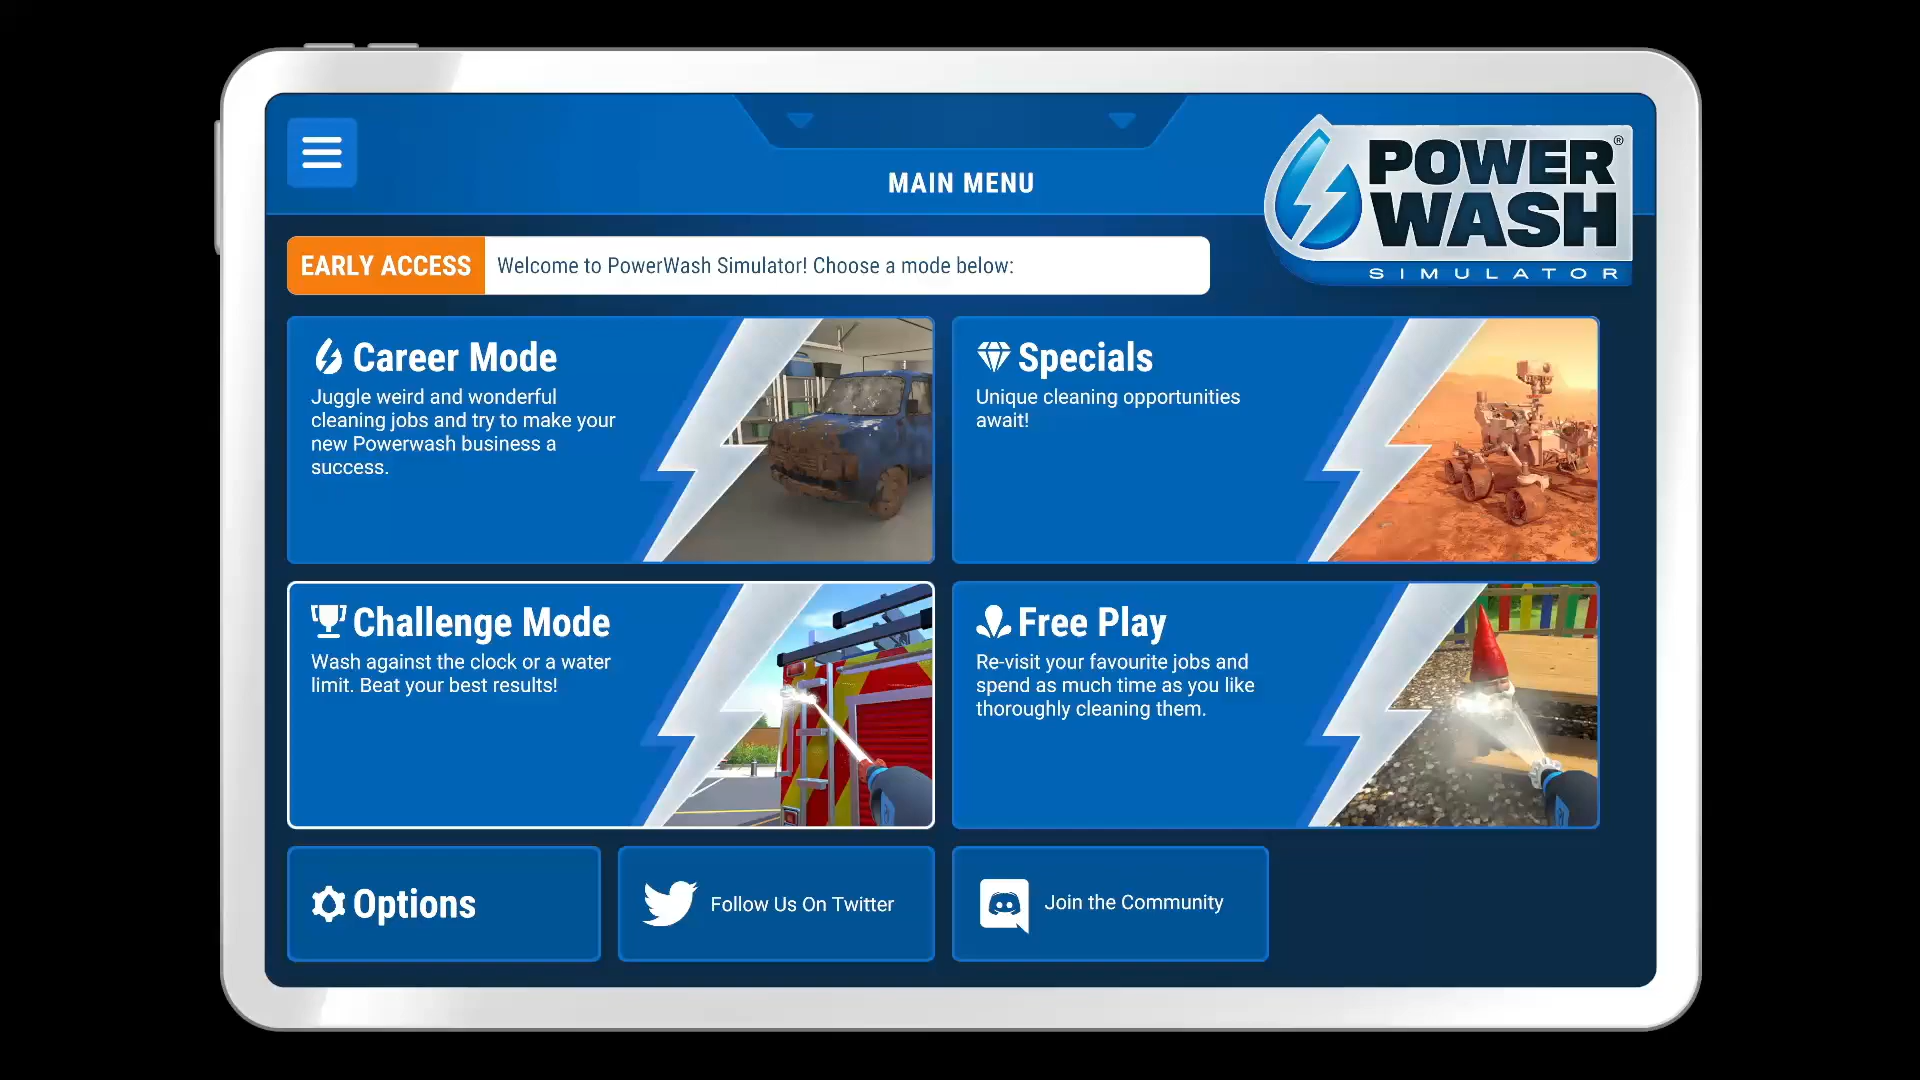 MAIN MENU
POWER®
WASH
SIMULATOR
EARLY ACCESS Welcome to PowerWash Simulator! Choose a mode below:
Career Mode
Juggle weird and wonderful
cleaning jobs and try to make your
new Powerwash business a
success.
Specials
Unique cleaning opportunities
await!
Challenge Mode
Wash against the clock or a water
limit. Beat your best results!
Free Play
Re-visit your favourite jobs and
spend as much time as you like
thoroughly cleaning them.
Options
Follow Us On Twitter
Join the Community